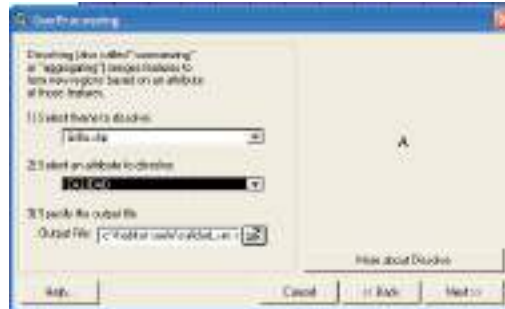 GeoProcessing
Dissolving (also called "summarizing"
or "aggregating") merges features to
form new regions based on an attribute
of those features.
1) Select theme to dissolve:
2) Select an attribute to dissolve:
3) Specify the output file:
Output File:
A
More about Dissolve
Help...
Cancel
<< Back
Next >>